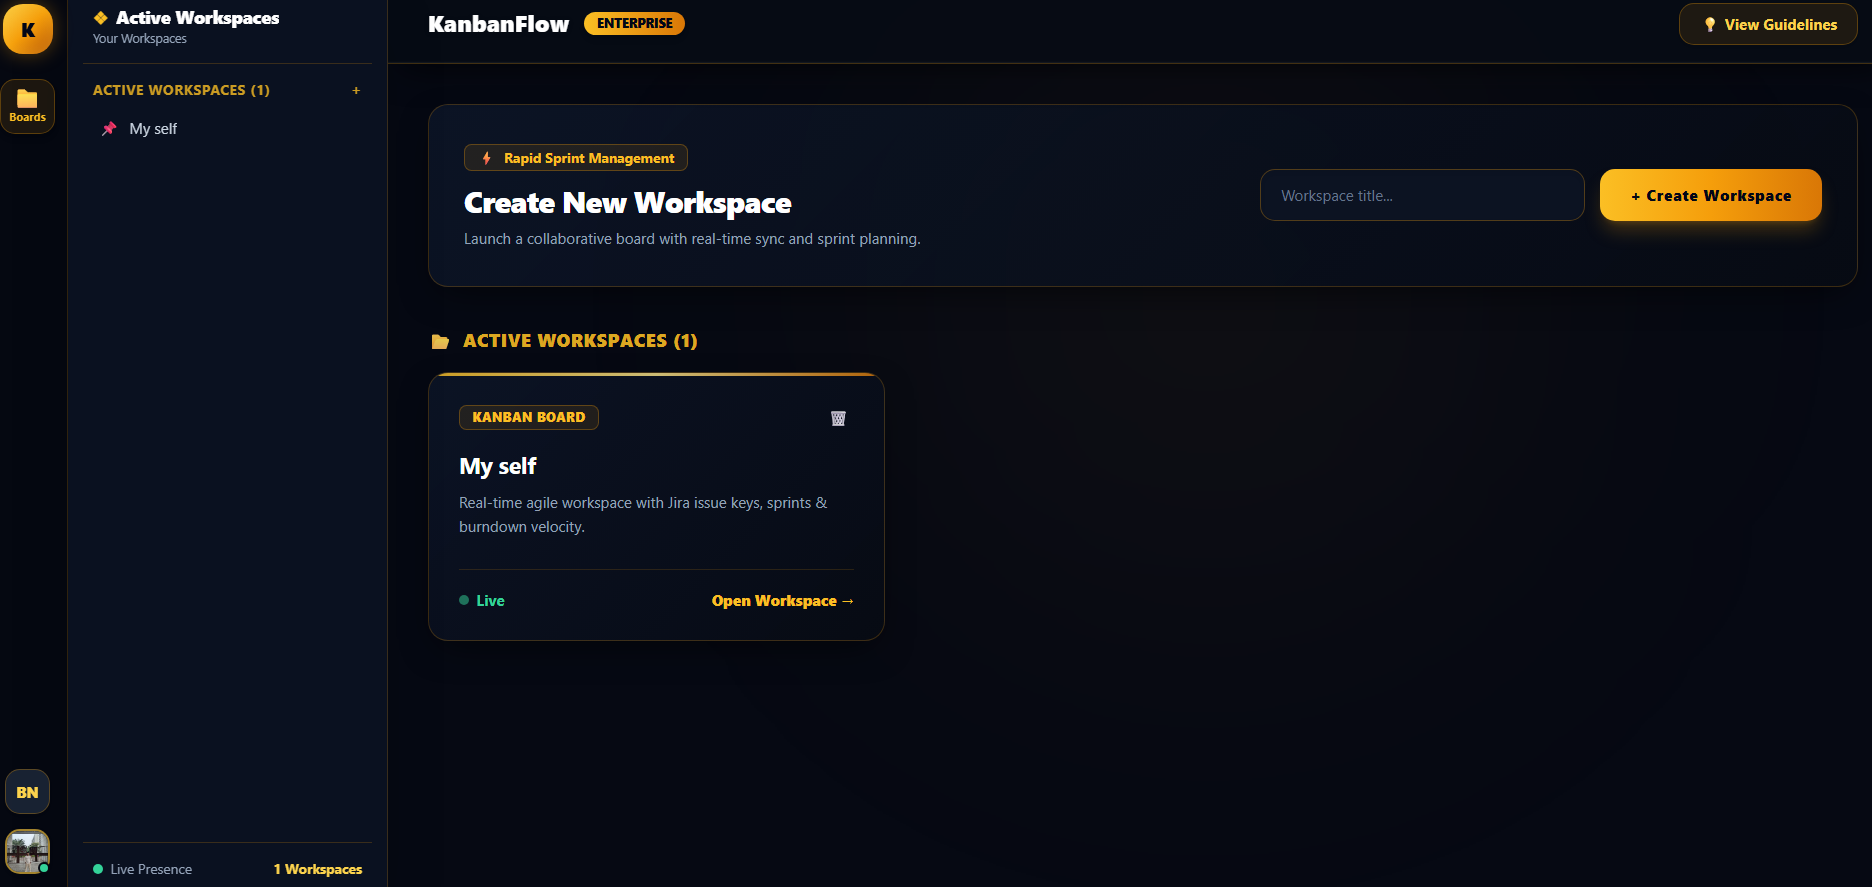 K
Boards
Active Workspaces
Your Workspaces
ACTIVE WORKSPACES (1)
+
My self
BN
Live Presence
1 Workspaces
KanbanFlow
ENTERPRISE
View Guidelines
Rapid Sprint Management
Create New Workspace
Launch a collaborative board with real-time sync and sprint planning.
Workspace title...
+ Create Workspace
ACTIVE WORKSPACES (1)
KANBAN BOARD
My self
Real-time agile workspace with Jira issue keys, sprints &
burndown velocity.
Live
Open Workspace →